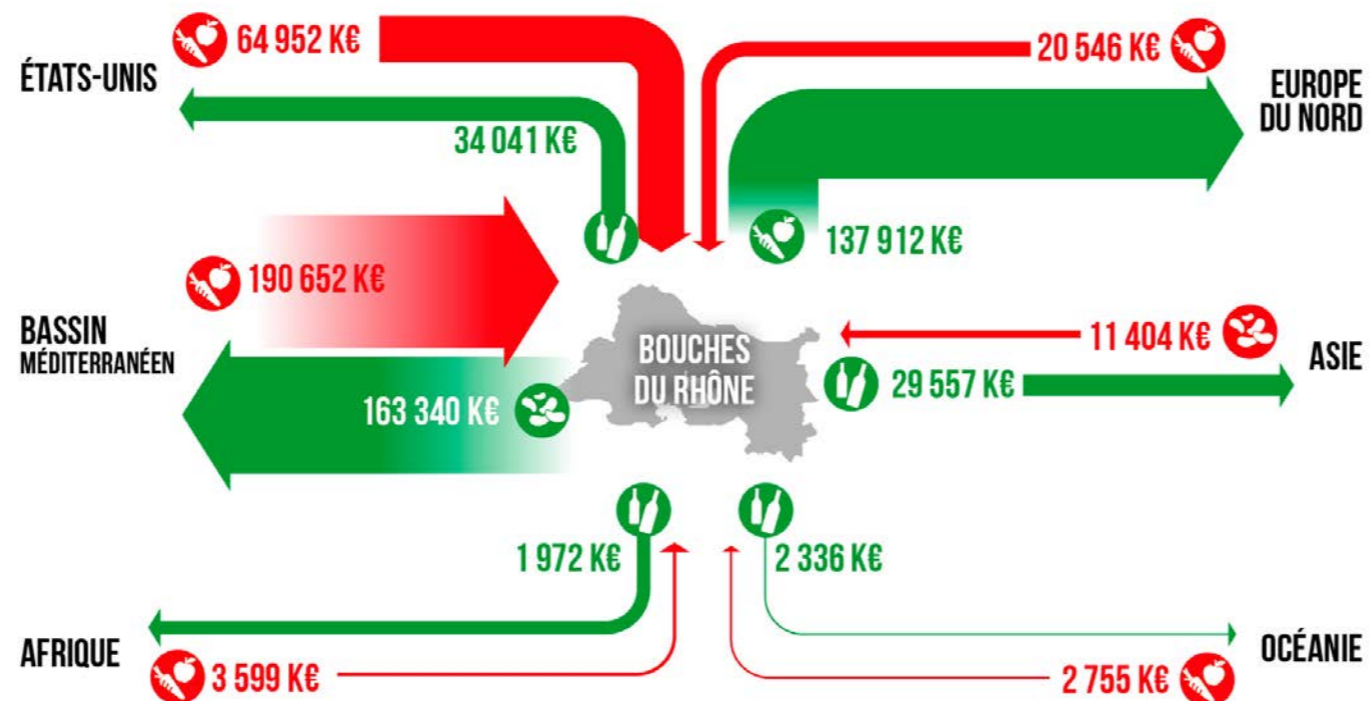 64 952 K€
ÉTATS-UNIS
34 041 K€
20 546 K€
EUROPE
DU NORD
137 912 K€
190 652 K€
BASSIN
MÉDITERRANÉEN
163 340 K€
BOUCHES
DU RHÔNE
11 404 K€
ASIE
29 557 K€
1 972 K€
AFRIQUE
3 599 K€
2 336 K€
OCÉANIE
2 755 K€